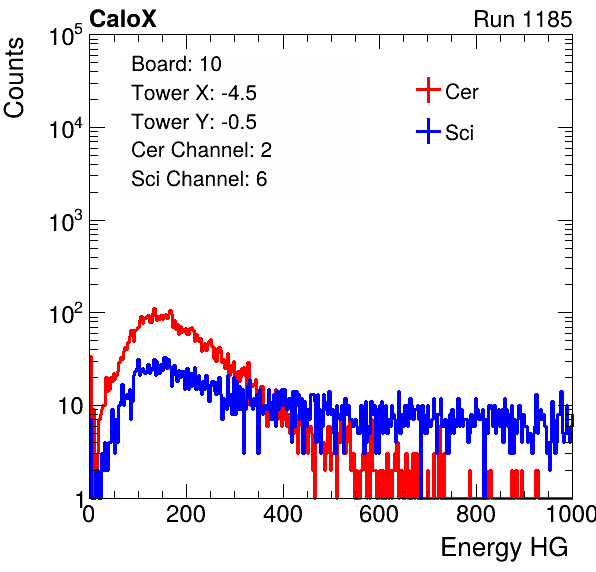 CaloX Run 1185
Counts
10^5
10^4
10^3
10^2
10
1
Board: 10
Tower X: -4.5
Tower Y: -0.5
Cer Channel: 2
Sci Channel: 6
Cer
Sci
0 200 400 600 800 1000
Energy HG